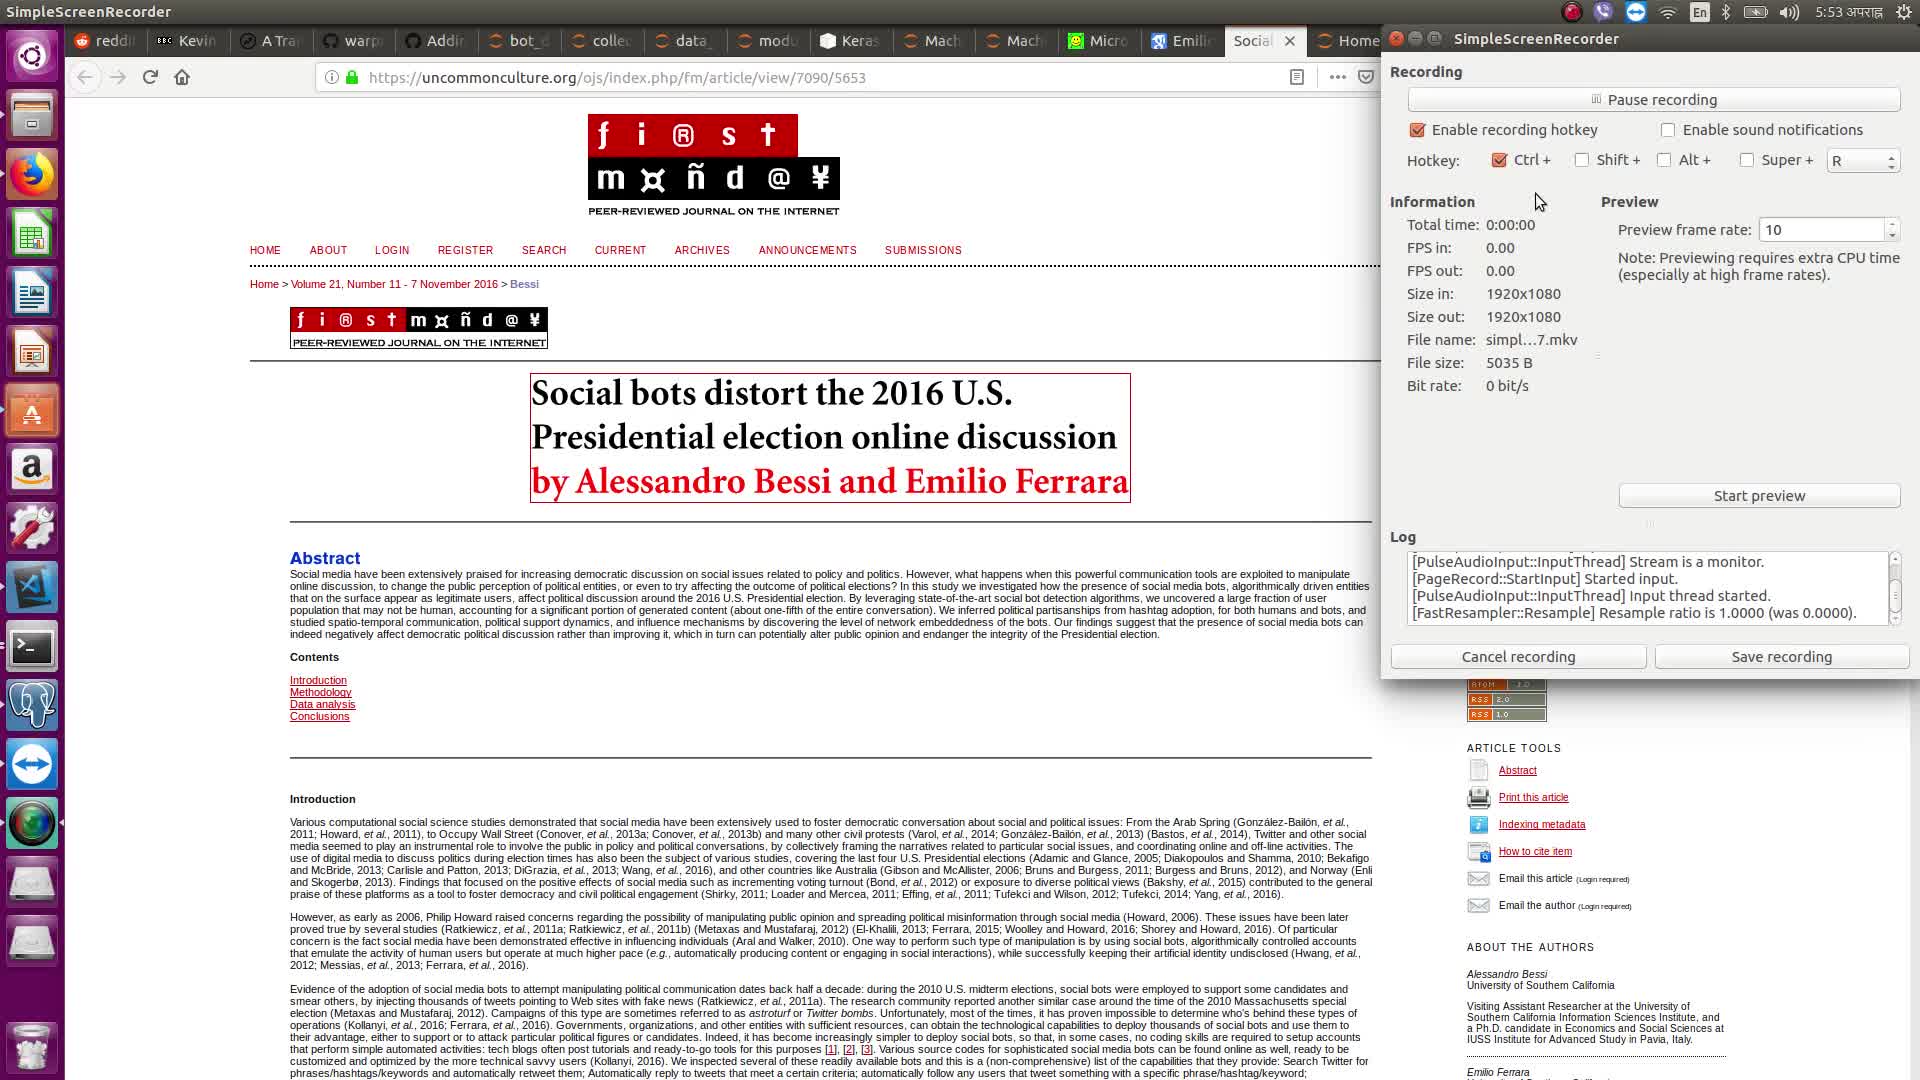 SimpleScreenRecorder
En
5:53 अपराह्न
reddi
Kevin
A Tra
warp
Addin
bot_d
collec
data_
modu
Keras
Mach
Mach
Micro
Emili
Social
Home
https://uncommonculture.org/ojs/index.php/fm/article/view/7090/5653
SimpleScreenRecorder
Recording
Pause recording
Enable recording hotkey
Enable sound notifications
Hotkey: Ctrl + Shift + Alt + Super + R
Information
Total time: 0:00:00
FPS in: 0.00
FPS out: 0.00
Size in: 1920x1080
Size out: 1920x1080
File name: simpl…7.mkv
File size: 5035 B
Bit rate: 0 bit/s
Preview
Preview frame rate: 10
Note: Previewing requires extra CPU time
(especially at high frame rates).
Start preview
Log
[PulseAudioInput::InputThread] Stream is a monitor.
[PageRecord::StartInput] Started input.
[PulseAudioInput::InputThread] Input thread started.
[FastResampler::Resample] Resample ratio is 1.0000 (was 0.0000).
Cancel recording
Save recording
ƒ i ® s †
m ¤ ñ d @ ¥
PEER-REVIEWED JOURNAL ON THE INTERNET
HOME ABOUT LOGIN REGISTER SEARCH CURRENT ARCHIVES ANNOUNCEMENTS SUBMISSIONS
Home > Volume 21, Number 11 - 7 November 2016 > Bessi
ƒ i ® s † m ¤ ñ d @ ¥
PEER-REVIEWED JOURNAL ON THE INTERNET
Social bots distort the 2016 U.S.
Presidential election online discussion
by Alessandro Bessi and Emilio Ferrara
Abstract
Social media have been extensively praised for increasing democratic discussion on social issues related to policy and politics. However, what happens when this powerful communication tools are exploited to manipulate
online discussion, to change the public perception of political entities, or even to try affecting the outcome of political elections? In this study we investigated how the presence of social media bots, algorithmically driven entities
that on the surface appear as legitimate users, affect political discussion around the 2016 U.S. Presidential election. By leveraging state-of-the-art social bot detection algorithms, we uncovered a large fraction of user
population that may not be human, accounting for a significant portion of generated content (about one-fifth of the entire conversation). We inferred political partisanships from hashtag adoption, for both humans and bots, and
studied spatio-temporal communication, political support dynamics, and influence mechanisms by discovering the level of network embeddedness of the bots. Our findings suggest that the presence of social media bots can
indeed negatively affect democratic political discussion rather than improving it, which in turn can potentially alter public opinion and endanger the integrity of the Presidential election.
Contents
Introduction
Methodology
Data analysis
Conclusions
Introduction
Various computational social science studies demonstrated that social media have been extensively used to foster democratic conversation about social and political issues: From the Arab Spring (González-Bailón, et al.,
2011; Howard, et al., 2011), to Occupy Wall Street (Conover, et al., 2013a; Conover, et al., 2013b) and many other civil protests (Varol, et al., 2014; González-Bailón, et al., 2013) (Bastos, et al., 2014), Twitter and other social
media seemed to play an instrumental role to involve the public in policy and political conversations, by collectively framing the narratives related to particular social issues, and coordinating online and off-line activities. The
use of digital media to discuss politics during election times has also been the subject of various studies, covering the last four U.S. Presidential elections (Adamic and Glance, 2005; Diakopoulos and Shamma, 2010; Bekafigo
and McBride, 2013; Carlisle and Patton, 2013; DiGrazia, et al., 2013; Wang, et al., 2016), and other countries like Australia (Gibson and McAllister, 2006; Bruns and Burgess, 2011; Burgess and Bruns, 2012), and Norway (Enli
and Skogerbø, 2013). Findings that focused on the positive effects of social media such as incrementing voting turnout (Bond, et al., 2012) or exposure to diverse political views (Bakshy, et al., 2015) contributed to the general
praise of these platforms as a tool to foster democracy and civil political engagement (Shirky, 2011; Loader and Mercea, 2011; Effing, et al., 2011; Tufekci and Wilson, 2012; Tufekci, 2014; Yang, et al., 2016).
However, as early as 2006, Philip Howard raised concerns regarding the possibility of manipulating public opinion and spreading political misinformation through social media (Howard, 2006). These issues have been later
proved true by several studies (Ratkiewicz, et al., 2011a; Ratkiewicz, et al., 2011b) (Metaxas and Mustafaraj, 2012) (El-Khalili, 2013; Ferrara, 2015; Woolley and Howard, 2016; Shorey and Howard, 2016). Of particular
concern is the fact social media have been demonstrated effective in influencing individuals (Aral and Walker, 2010). One way to perform such type of manipulation is by using social bots, algorithmically controlled accounts
that emulate the activity of human users but operate at much higher pace (e.g., automatically producing content or engaging in social interactions), while successfully keeping their artificial identity undisclosed (Hwang, et al.,
2012; Messias, et al., 2013; Ferrara, et al., 2016).
Evidence of the adoption of social media bots to attempt manipulating political communication dates back half a decade: during the 2010 U.S. midterm elections, social bots were employed to support some candidates and
smear others, by injecting thousands of tweets pointing to Web sites with fake news (Ratkiewicz, et al., 2011a). The research community reported another similar case around the time of the 2010 Massachusetts special
election (Metaxas and Mustafaraj, 2012). Campaigns of this type are sometimes referred to as astroturf or Twitter bombs. Unfortunately, most of the times, it has proven impossible to determine who's behind these types of
operations (Kollanyi, et al., 2016; Ferrara, et al., 2016). Governments, organizations, and other entities with sufficient resources, can obtain the technological capabilities to deploy thousands of social bots and use them to
their advantage, either to support or to attack particular political figures or candidates. Indeed, it has become increasingly simpler to deploy social bots, so that, in some cases, no coding skills are required to setup accounts
that perform simple automated activities: tech blogs often post tutorials and ready-to-go tools for this purposes [1], [2], [3]. Various source codes for sophisticated social media bots can be found online as well, ready to be
customized and optimized by the more technical savvy users (Kollanyi, 2016). We inspected several of these readily available bots and this is a (non-comprehensive) list of the capabilities that they provide: Search Twitter for
phrases/hashtags/keywords and automatically retweet them; Automatically reply to tweets that meet a certain criteria; automatically follow any users that tweet something with a specific phrase/hashtag/keyword;
ATOM 1.0
RSS 2.0
RSS 1.0
ARTICLE TOOLS
Abstract
Print this article
Indexing metadata
How to cite item
Email this article (Login required)
Email the author (Login required)
ABOUT THE AUTHORS
Alessandro Bessi
University of Southern California
Visiting Assistant Researcher at the University of
Southern California Information Sciences Institute, and
a Ph.D. candidate in Economics and Social Sciences at
IUSS Institute for Advanced Study in Pavia, Italy.
Emilio Ferrara